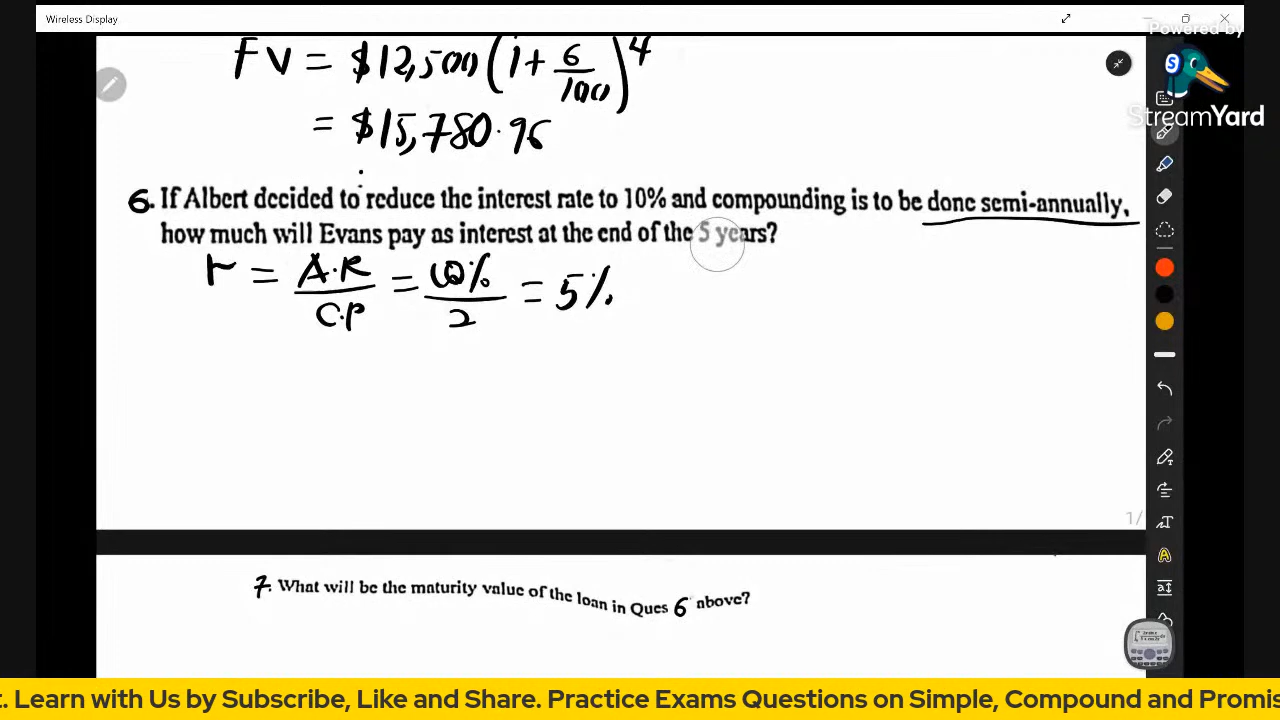 Wireless Display
Powered by
StreamYard
FV = $12,500 (1 + 6/100)^4
= $15,780.96
6. If Albert decided to reduce the interest rate to 10% and compounding is to be done semi-annually,
how much will Evans pay as interest at the end of the 5 years?
r = A.R/C.P = 10%/2 = 5%
1/
7. What will be the maturity value of the loan in Ques 6 above?
t. Learn with Us by Subscribe, Like and Share. Practice Exams Questions on Simple, Compound and Promis